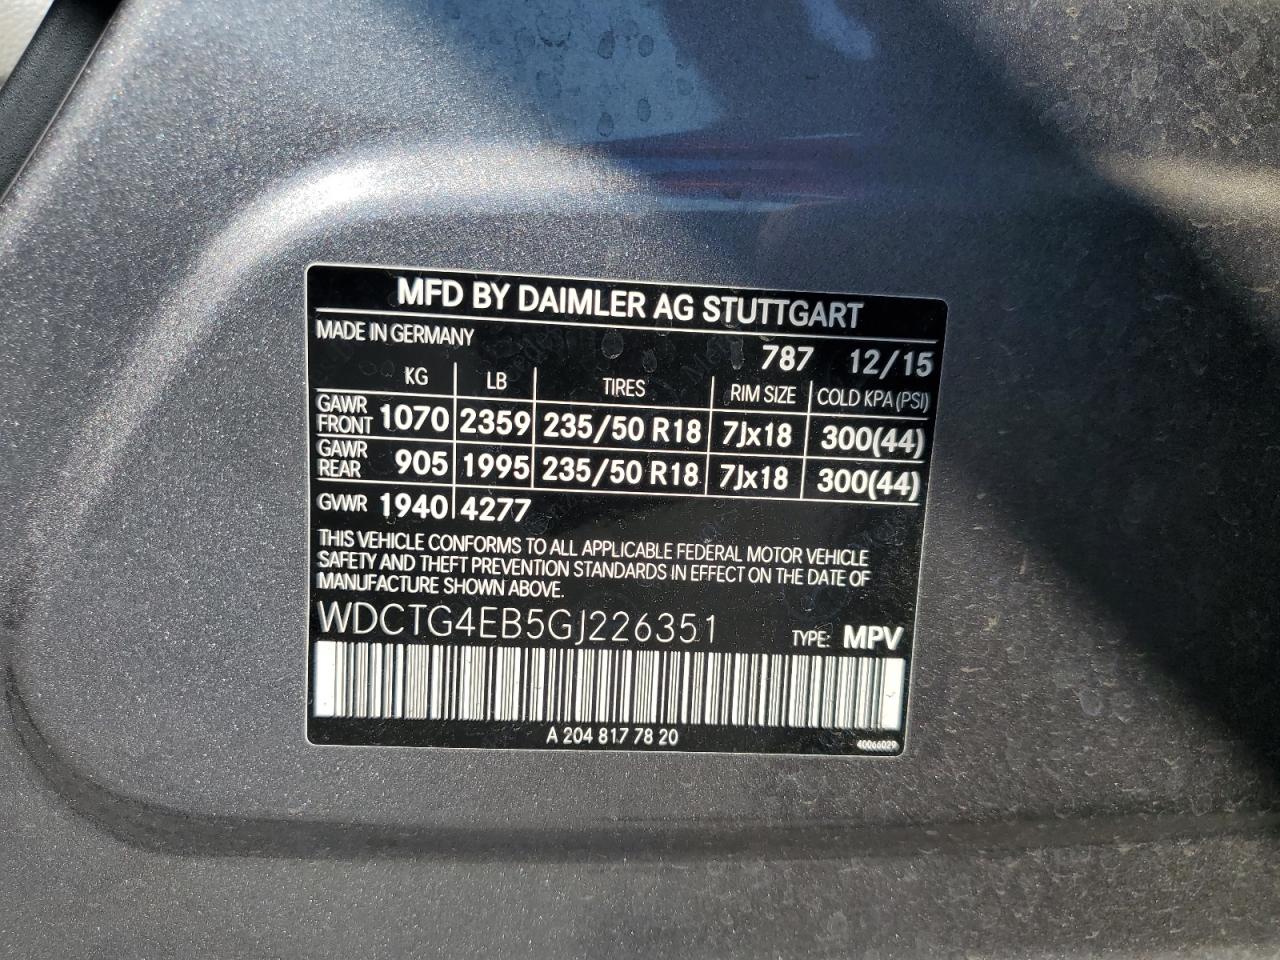 MFD BY DAIMLER AG STUTTGART
MADE IN GERMANY
787 12/15
KG LB TIRES RIM SIZE COLD KPA (PSI)
GAWR FRONT 1070 2359 235/50 R18 7Jx18 300(44)
GAWR REAR 905 1995 235/50 R18 7Jx18 300(44)
GVWR 1940 4277
THIS VEHICLE CONFORMS TO ALL APPLICABLE FEDERAL MOTOR VEHICLE
SAFETY AND THEFT PREVENTION STANDARDS IN EFFECT ON THE DATE OF
MANUFACTURE SHOWN ABOVE.
WDCTG4EB5GJ226351 TYPE: MPV
A 204 817 78 20
40066029